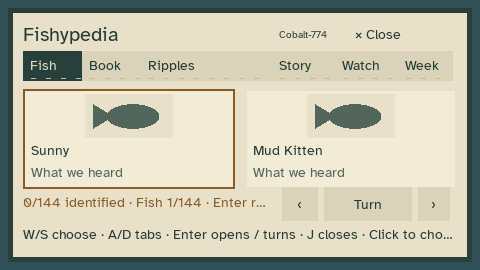 Fishypedia Cobalt-774 × Close
Fish Book Ripples Story Watch Week
Sunny Mud Kitten
What we heard What we heard
0/144 identified · Fish 1/144 · Enter r... ‹ Turn ›
W/S choose · A/D tabs · Enter opens / turns · J closes · Click to cho...